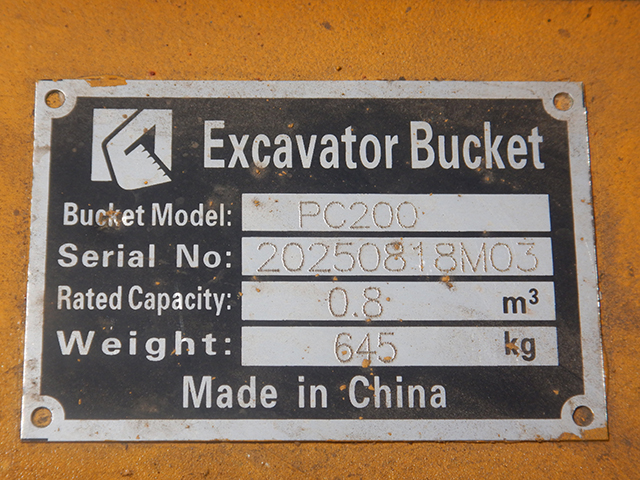 Excavator Bucket
Bucket Model: PC200
Serial No: 20250818M03
Rated Capacity: 0.8 m³
Weight: 645 kg
Made in China